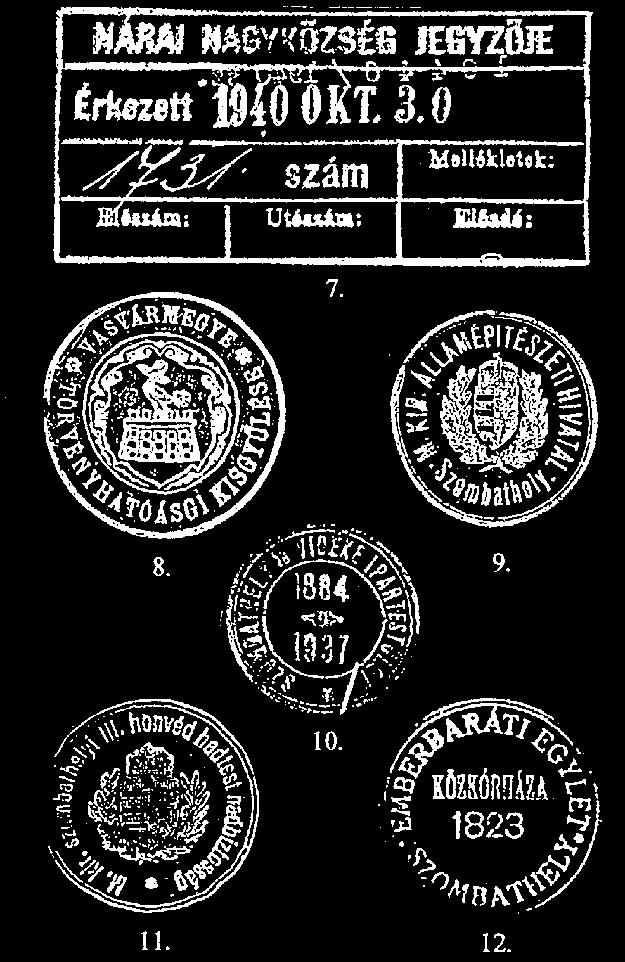 NÁRAI NAGYKÖZSÉG JEGYZŐJE
Érkezett 1940 OKT. 30
1731. szám
Mellékletek:
Előszám:
Utószám:
Előadó:
7.
VASVÁRMEGYE
TÖRVÉNYHATÓSÁGI KISGYŰLÉSE
8.
M. KIR. ÁLLAMÉPITÉSZETI HIVATAL
Szombathely.
9.
SZOMBATHELY és VIDÉKE IPARTESTÜLET
1884
1937
10.
M. kir. szombathelyi III. honvéd hadtest hadbiztosság
11.
EMBERBARÁTI EGYLET
KÖZKÓRHÁZA
1823
SZOMBATHELY
12.